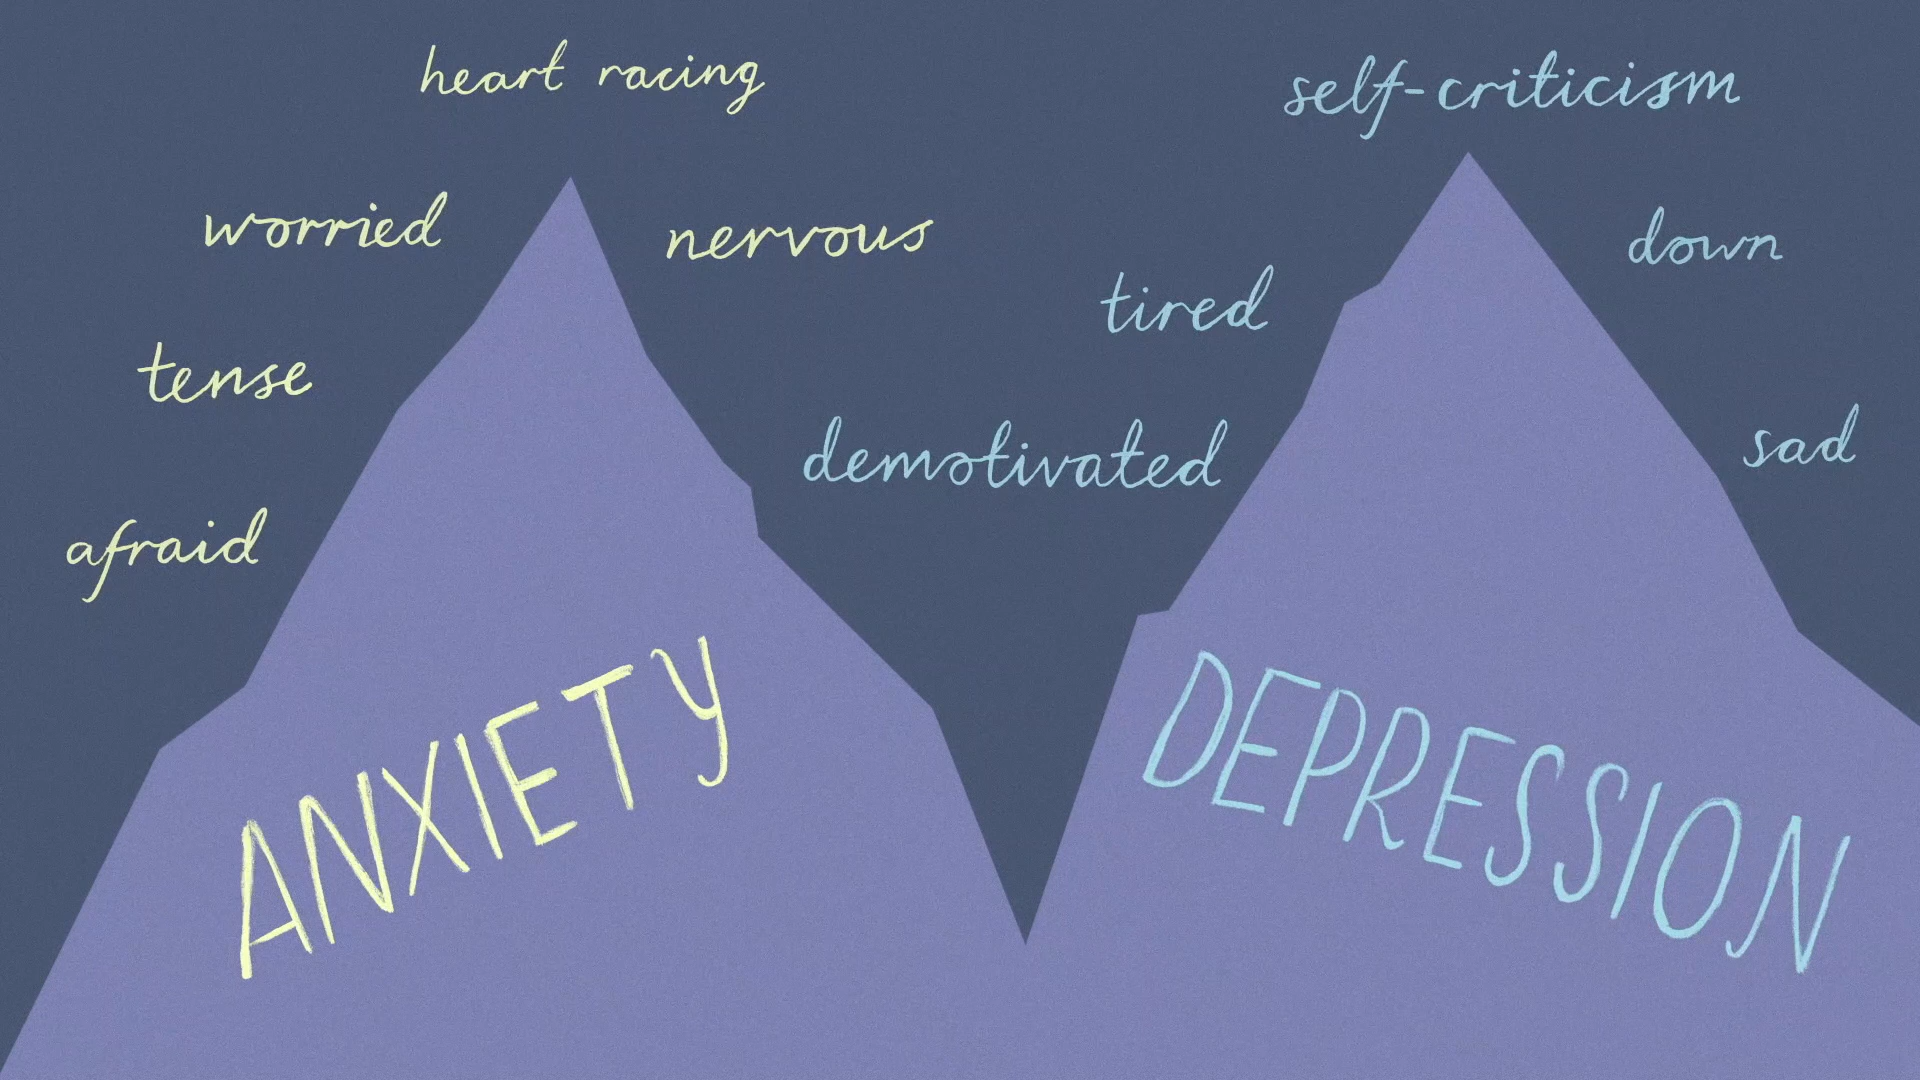 heart racing
worried
nervous
tense
afraid
ANXIETY
self-criticism
down
tired
demotivated
sad
DEPRESSION